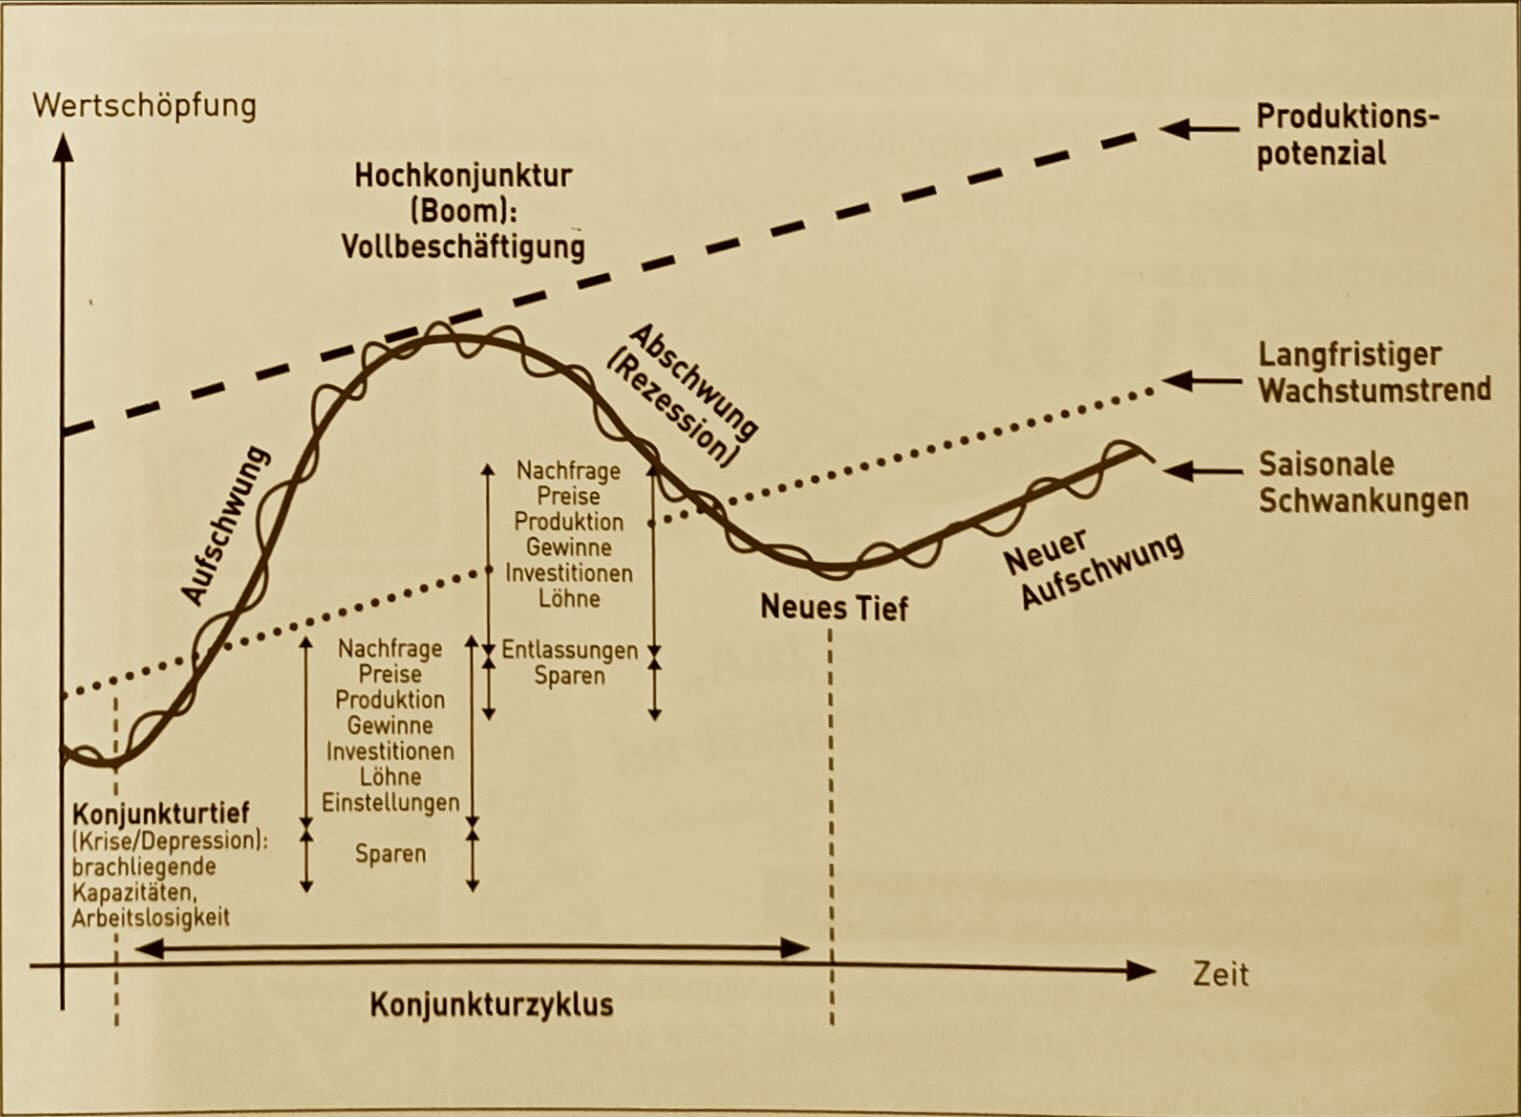 Wertschöpfung
Produktions-
potenzial
Hochkonjunktur
(Boom):
Vollbeschäftigung
Abschwung
(Rezession)
Langfristiger
Wachstumstrend
Saisonale
Schwankungen
Aufschwung
Nachfrage
Preise
Produktion
Gewinne
Investitionen
Löhne
Entlassungen
Sparen
Neuer
Aufschwung
Neues Tief
Nachfrage
Preise
Produktion
Gewinne
Investitionen
Löhne
Einstellungen
Sparen
Konjunkturtief
(Krise/Depression):
brachliegende
Kapazitäten,
Arbeitslosigkeit
Zeit
Konjunkturzyklus